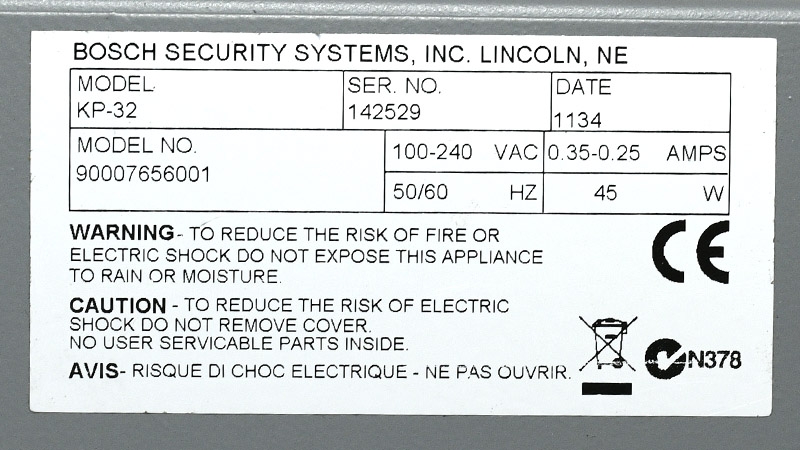 BOSCH SECURITY SYSTEMS, INC. LINCOLN, NE
MODEL SER. NO. DATE
KP-32 142529 1134
MODEL NO. 100-240 VAC 0.35-0.25 AMPS
90007656001 50/60 HZ 45 W
WARNING- TO REDUCE THE RISK OF FIRE OR
ELECTRIC SHOCK DO NOT EXPOSE THIS APPLIANCE
TO RAIN OR MOISTURE.
CE
CAUTION - TO REDUCE THE RISK OF ELECTRIC
SHOCK DO NOT REMOVE COVER.
NO USER SERVICABLE PARTS INSIDE.
AVIS- RISQUE DI CHOC ELECTRIQUE - NE PAS OUVRIR.
N378